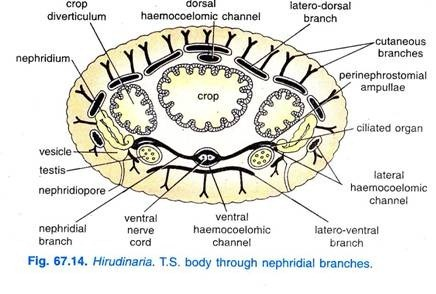 crop
diverticulum
dorsal
haemocoelomic channel
latero-dorsal
branch
cutaneous
branches
nephridium
perinephrostomial
ampullae
crop
ciliated organ
vesicle
testis
nephridiopore
lateral
haemocoelomic
channel
nephridial
branch
ventral
nerve
cord
ventral
haemocoelomic
channel
latero-ventral
branch
Fig. 67.14. Hirudinaria. T.S. body through nephridial branches.